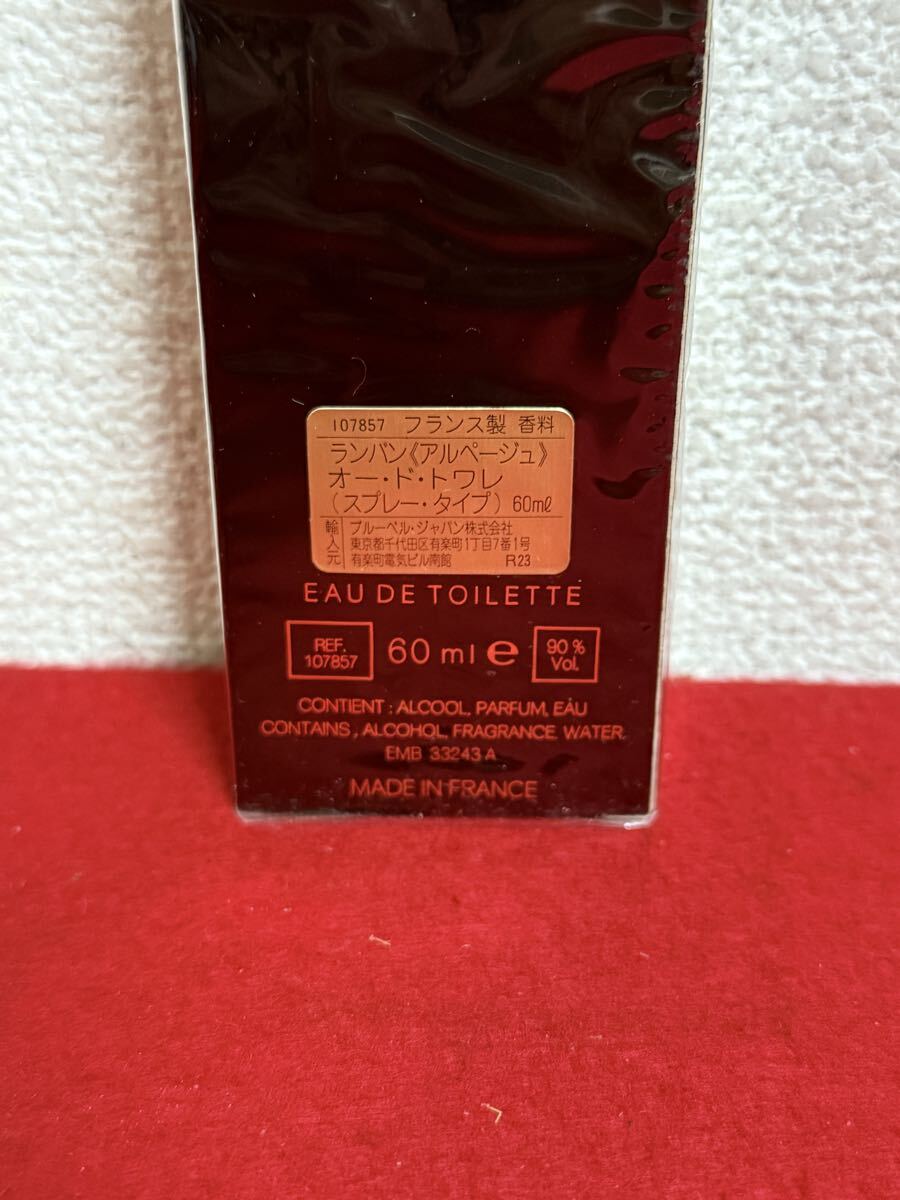 107857 フランス製 香料
ランバン《アルページュ》
オー・ド・トワレ
(スプレー・タイプ) 60mℓ
輸入元 ブルーベル・ジャパン株式会社
東京都千代田区有楽町1丁目7番1号
有楽町電気ビル南館 R23
EAU DE TOILETTE
REF. 107857
60 ml e
90 % Vol.
CONTIENT : ALCOOL, PARFUM, EAU
CONTAINS, ALCOHOL, FRAGRANCE, WATER.
EMB 33243 A
MADE IN FRANCE